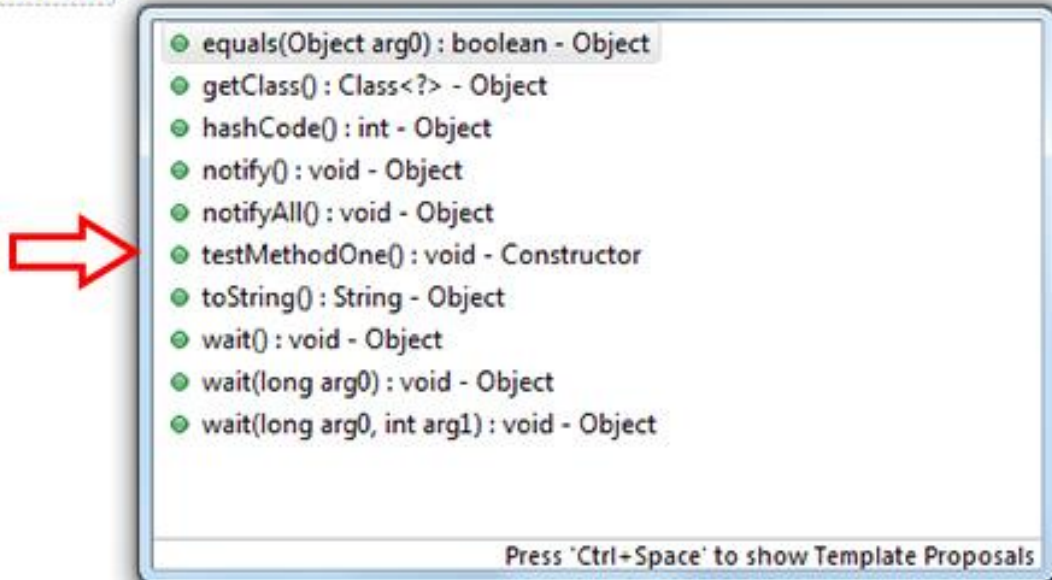 equals(Object arg0) : boolean - Object
getClass() : Class<?> - Object
hashCode() : int - Object
notify() : void - Object
notifyAll() : void - Object
testMethodOne() : void - Constructor
toString() : String - Object
wait() : void - Object
wait(long arg0) : void - Object
wait(long arg0, int arg1) : void - Object
Press 'Ctrl+Space' to show Template Proposals